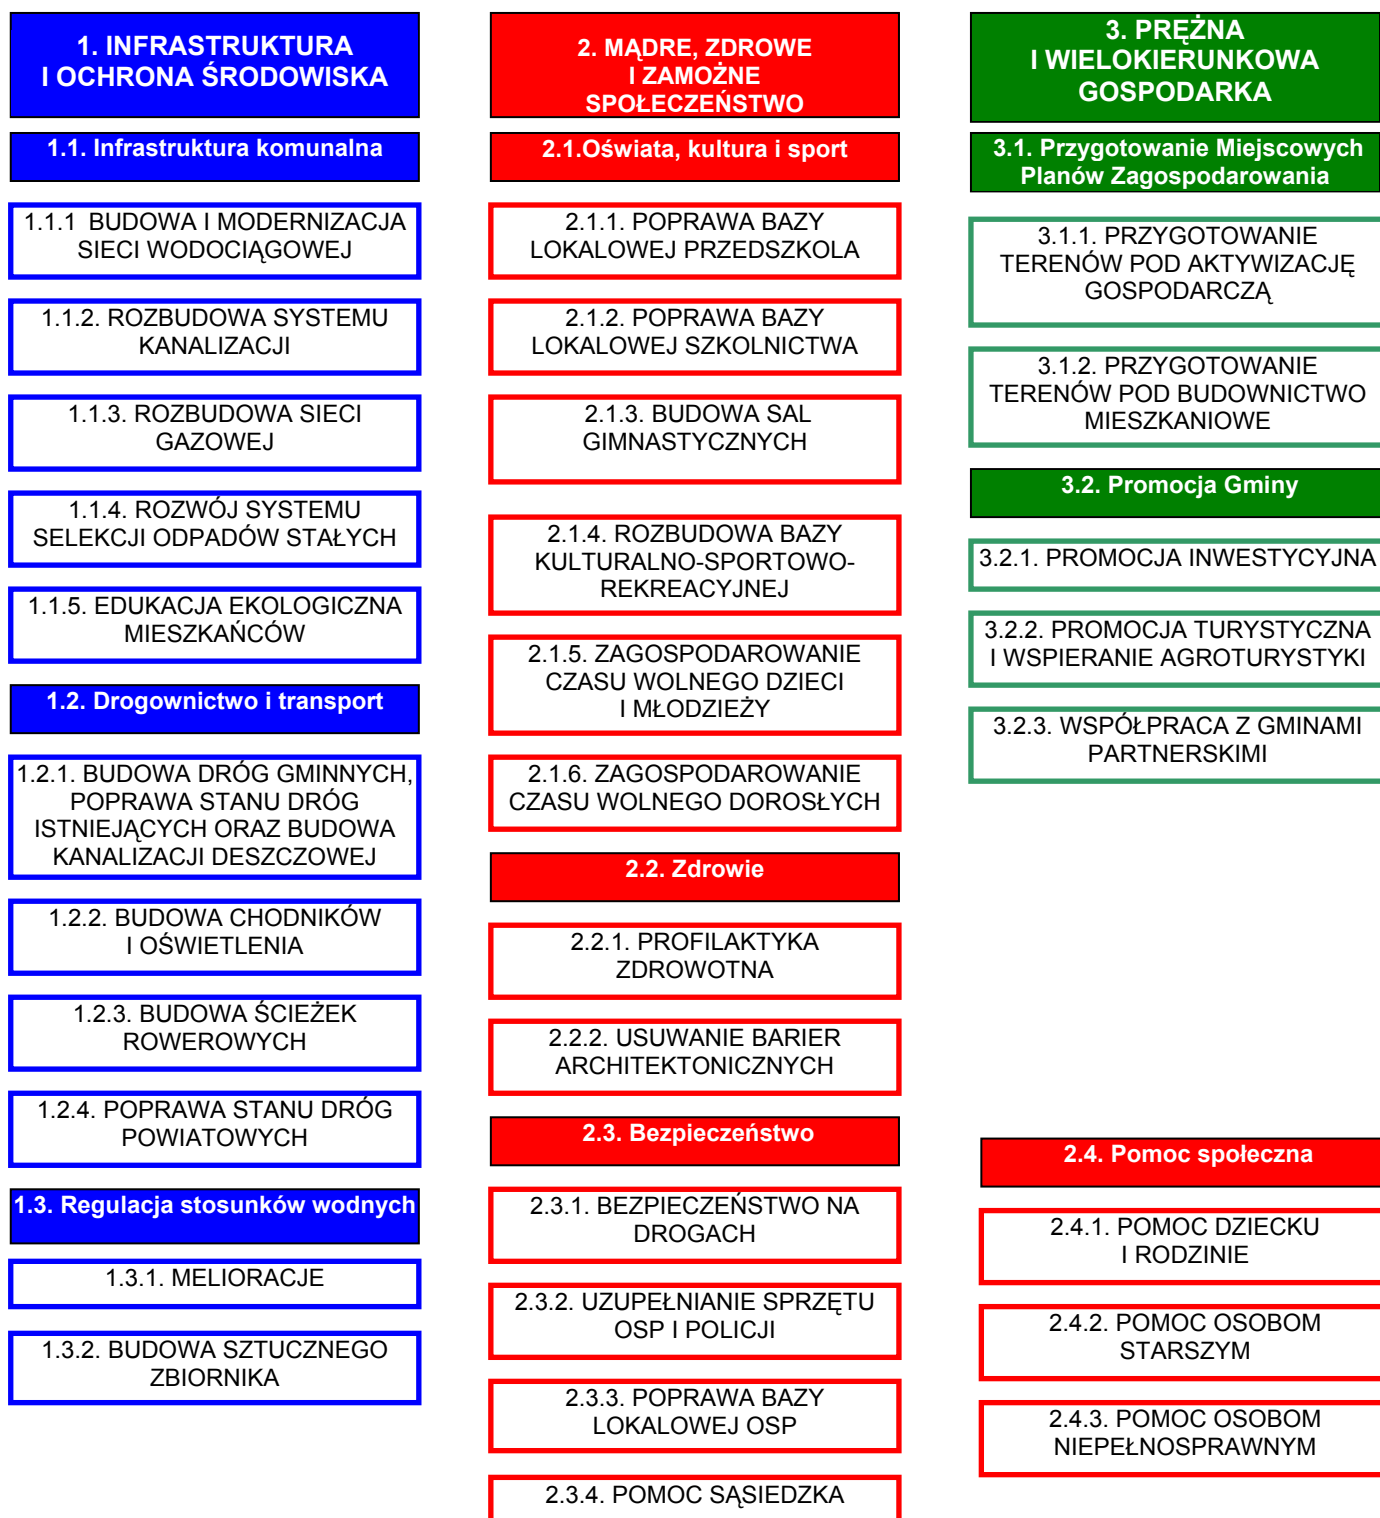 1. INFRASTRUKTURA
I OCHRONA ŚRODOWISKA
1.1. Infrastruktura komunalna
1.1.1 BUDOWA I MODERNIZACJA
SIECI WODOCIĄGOWEJ
1.1.2. ROZBUDOWA SYSTEMU
KANALIZACJI
1.1.3. ROZBUDOWA SIECI
GAZOWEJ
1.1.4. ROZWÓJ SYSTEMU
SELEKCJI ODPADÓW STAŁYCH
1.1.5. EDUKACJA EKOLOGICZNA
MIESZKAŃCÓW
1.2. Drogownictwo i transport
1.2.1. BUDOWA DRÓG GMINNYCH,
POPRAWA STANU DRÓG
ISTNIEJĄCYCH ORAZ BUDOWA
KANALIZACJI DESZCZOWEJ
1.2.2. BUDOWA CHODNIKÓW
I OŚWIETLENIA
1.2.3. BUDOWA ŚCIEŻEK
ROWEROWYCH
1.2.4. POPRAWA STANU DRÓG
POWIATOWYCH
1.3. Regulacja stosunków wodnych
1.3.1. MELIORACJE
1.3.2. BUDOWA SZTUCZNEGO
ZBIORNIKA
2. MĄDRE, ZDROWE
I ZAMOŻNE
SPOŁECZEŃSTWO
2.1.Oświata, kultura i sport
2.1.1. POPRAWA BAZY
LOKALOWEJ PRZEDSZKOLA
2.1.2. POPRAWA BAZY
LOKALOWEJ SZKOLNICTWA
2.1.3. BUDOWA SAL
GIMNASTYCZNYCH
2.1.4. ROZBUDOWA BAZY
KULTURALNO-SPORTOWO-
REKREACYJNEJ
2.1.5. ZAGOSPODAROWANIE
CZASU WOLNEGO DZIECI
I MŁODZIEŻY
2.1.6. ZAGOSPODAROWANIE
CZASU WOLNEGO DOROSŁYCH
2.2. Zdrowie
2.2.1. PROFILAKTYKA
ZDROWOTNA
2.2.2. USUWANIE BARIER
ARCHITEKTONICZNYCH
2.3. Bezpieczeństwo
2.3.1. BEZPIECZEŃSTWO NA
DROGACH
2.3.2. UZUPEŁNIANIE SPRZĘTU
OSP I POLICJI
2.3.3. POPRAWA BAZY
LOKALOWEJ OSP
2.3.4. POMOC SĄSIEDZKA
3. PRĘŻNA
I WIELOKIERUNKOWA
GOSPODARKA
3.1. Przygotowanie Miejscowych
Planów Zagospodarowania
3.1.1. PRZYGOTOWANIE
TERENÓW POD AKTYWIZACJĘ
GOSPODARCZĄ
3.1.2. PRZYGOTOWANIE
TERENÓW POD BUDOWNICTWO
MIESZKANIOWE
3.2. Promocja Gminy
3.2.1. PROMOCJA INWESTYCYJNA
3.2.2. PROMOCJA TURYSTYCZNA
I WSPIERANIE AGROTURYSTYKI
3.2.3. WSPÓŁPRACA Z GMINAMI
PARTNERSKIMI
2.4. Pomoc społeczna
2.4.1. POMOC DZIECKU
I RODZINIE
2.4.2. POMOC OSOBOM
STARSZYM
2.4.3. POMOC OSOBOM
NIEPEŁNOSPRAWNYM